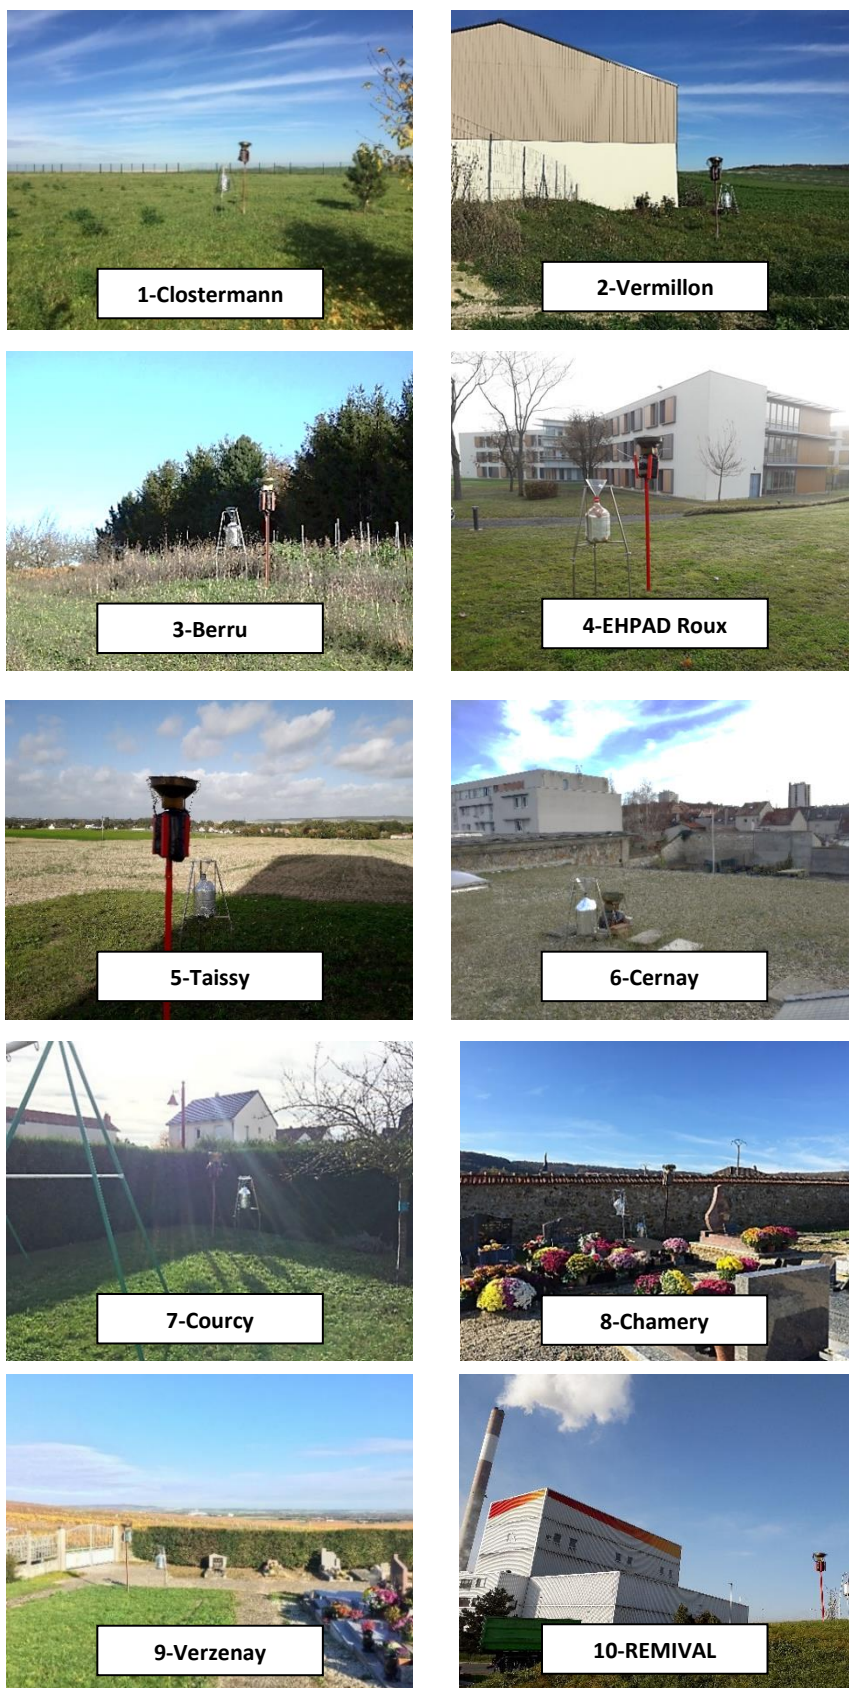 1-Clostermann
2-Vermillon
3-Berru
4-EHPAD Roux
5-Taissy
6-Cernay
7-Courcy
8-Chamery
9-Verzenay
10-REMIVAL